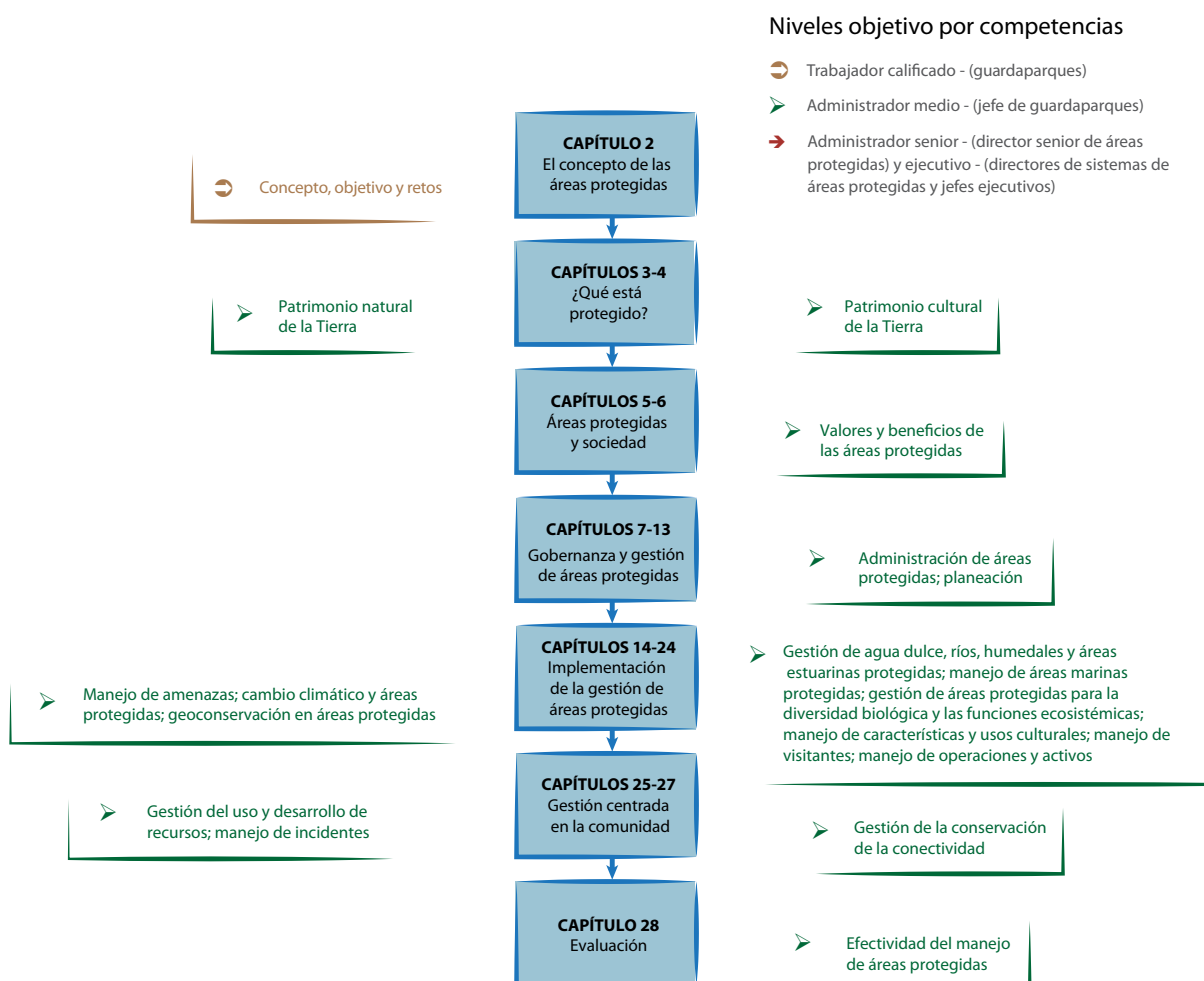 Niveles objetivo por competencias
Trabajador calificado - (guardaparques)
Administrador medio - (jefe de guardaparques)
Administrador senior - (director senior de áreas
protegidas) y ejecutivo - (directores de sistemas de
áreas protegidas y jefes ejecutivos)
CAPÍTULO 2
El concepto de las
áreas protegidas
Concepto, objetivo y retos
CAPÍTULOS 3-4
¿Qué está
protegido?
Patrimonio natural
de la Tierra
Patrimonio cultural
de la Tierra
CAPÍTULOS 5-6
Áreas protegidas
y sociedad
Valores y beneficios de
las áreas protegidas
CAPÍTULOS 7-13
Gobernanza y gestión
de áreas protegidas
Administración de áreas
protegidas; planeación
CAPÍTULOS 14-24
Implementación
de la gestión de
áreas protegidas
Manejo de amenazas; cambio climático y áreas
protegidas; geoconservación en áreas protegidas
Gestión de agua dulce, ríos, humedales y áreas
estuarinas protegidas; manejo de áreas marinas
protegidas; gestión de áreas protegidas para la
diversidad biológica y las funciones ecosistémicas;
manejo de características y usos culturales; manejo de
visitantes; manejo de operaciones y activos
CAPÍTULOS 25-27
Gestión centrada
en la comunidad
Gestión del uso y desarrollo de
recursos; manejo de incidentes
Gestión de la conservación
de la conectividad
CAPÍTULO 28
Evaluación
Efectividad del manejo
de áreas protegidas